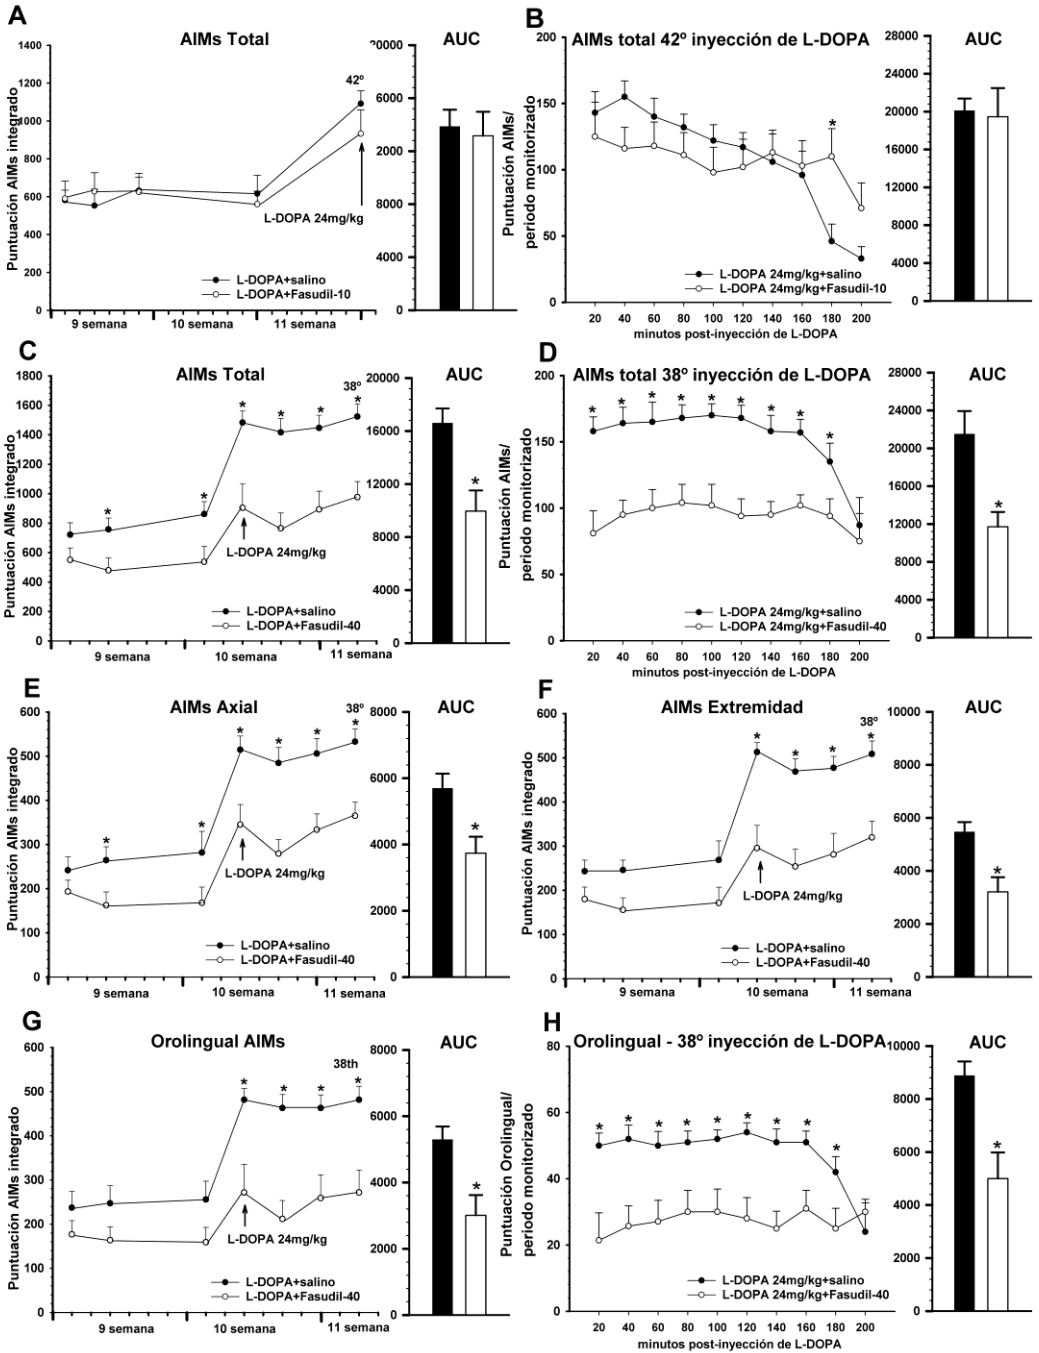 A
AIMs Total
AUC
Puntuación AIMs integrado
1400
1200
1000
800
600
400
200
0
42º
L-DOPA 24mg/kg
L-DOPA+salino
L-DOPA+Fasudil-10
9 semana
10 semana
11 semana
20000
6000
2000
8000
4000
0
B
AIMs total 42º inyección de L-DOPA
AUC
Puntuación AIMs/
periodo monitorizado
200
150
100
50
0
*
L-DOPA 24mg/kg+salino
L-DOPA 24mg/kg+Fasudil-10
20 40 60 80 100 120 140 160 180 200
minutos post-inyección de L-DOPA
28000
24000
20000
16000
12000
8000
4000
0
C
AIMs Total
AUC
Puntuación AIMs integrado
1800
1600
1400
1200
1000
800
600
400
200
0
38º
* * * * * *
L-DOPA 24mg/kg
L-DOPA+salino
L-DOPA+Fasudil-40
9 semana
10 semana
11 semana
20000
16000
12000
8000
4000
0
*
D
AIMs total 38º inyección de L-DOPA
AUC
Puntuación AIMs/
periodo monitorizado
200
150
100
50
0
* * * * * * * * *
L-DOPA 24mg/kg+salino
L-DOPA 24mg/kg+Fasudil-40
20 40 60 80 100 120 140 160 180 200
minutos post-inyección de L-DOPA
28000
24000
20000
16000
12000
8000
4000
0
*
E
AIMs Axial
AUC
Puntuación AIMs integrado
600
500
400
300
200
100
0
38º
* * * * * *
L-DOPA 24mg/kg
L-DOPA+salino
L-DOPA+Fasudil-40
9 semana
10 semana
11 semana
8000
6000
4000
2000
0
*
F
AIMs Extremidad
AUC
Puntuación AIMs integrado
600
500
400
300
200
100
0
38º
* * * *
L-DOPA 24mg/kg
L-DOPA+salino
L-DOPA+Fasudil-40
9 semana
10 semana
11 semana
10000
8000
6000
4000
2000
0
*
G
Orolingual AIMs
AUC
Puntuación AIMs integrado
600
500
400
300
200
100
0
38th
* * * *
L-DOPA 24mg/kg
L-DOPA+salino
L-DOPA+Fasudil-40
9 semana
10 semana
11 semana
8000
6000
4000
2000
0
*
H
Orolingual - 38º inyección de L-DOPA
AUC
Puntuación Orolingual/
periodo monitorizado
80
60
40
20
0
* * * * * * * * *
L-DOPA 24mg/kg+salino
L-DOPA 24mg/kg+Fasudil-40
20 40 60 80 100 120 140 160 180 200
minutos post-inyección de L-DOPA
10000
8000
6000
4000
2000
0
*